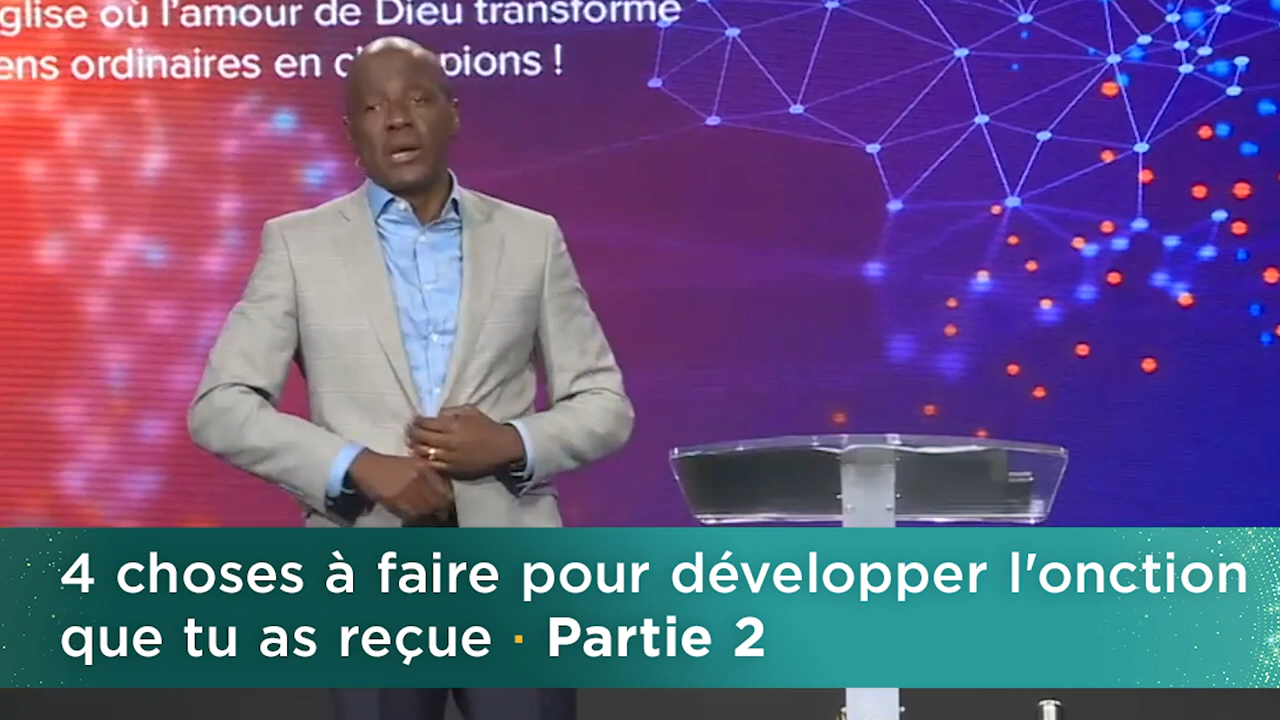 glise où l'amour de Dieu transforme
ens ordinaires en c pions !
4 choses à faire pour développer l'onction
que tu as reçue · Partie 2